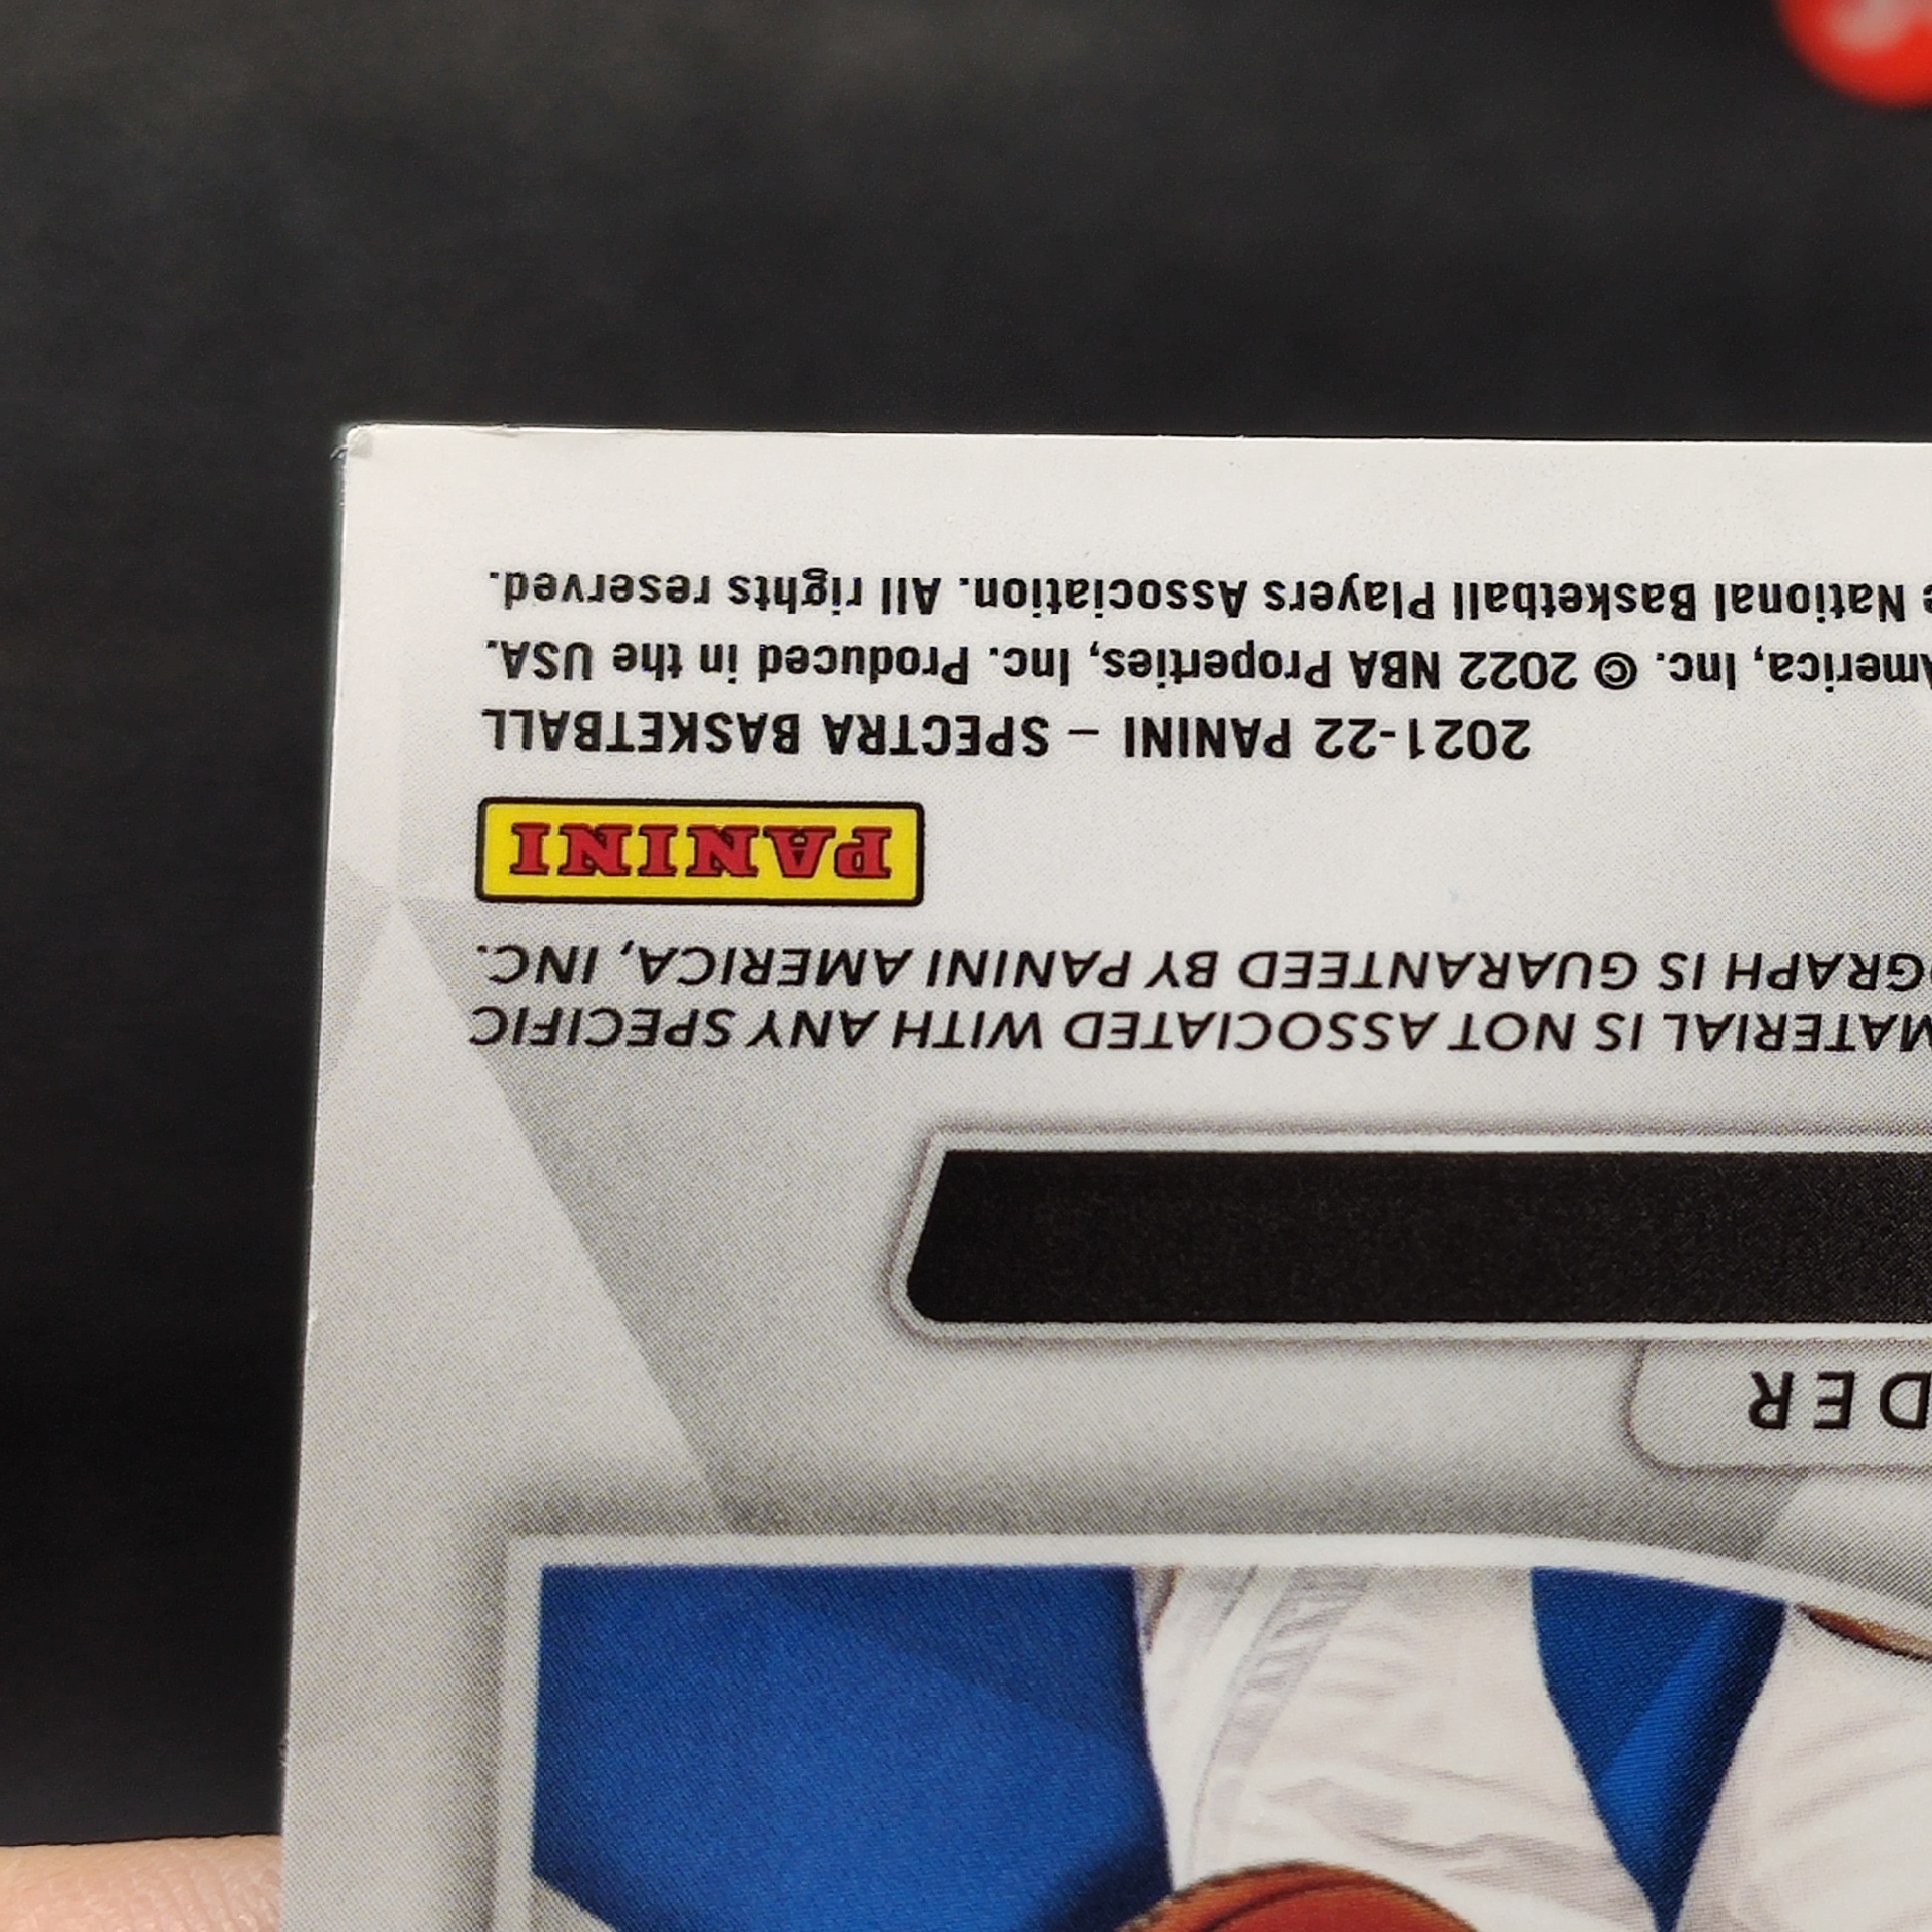 DER
MATERIAL IS NOT ASSOCIATED WITH ANY SPECIFIC
GRAPH IS GUARANTEED BY PANINI AMERICA, INC.
PANINI
2021-22 PANINI – SPECTRA BASKETBALL
America, Inc. © 2022 NBA Properties, Inc. Produced in the USA.
National Basketball Players Association. All rights reserved.